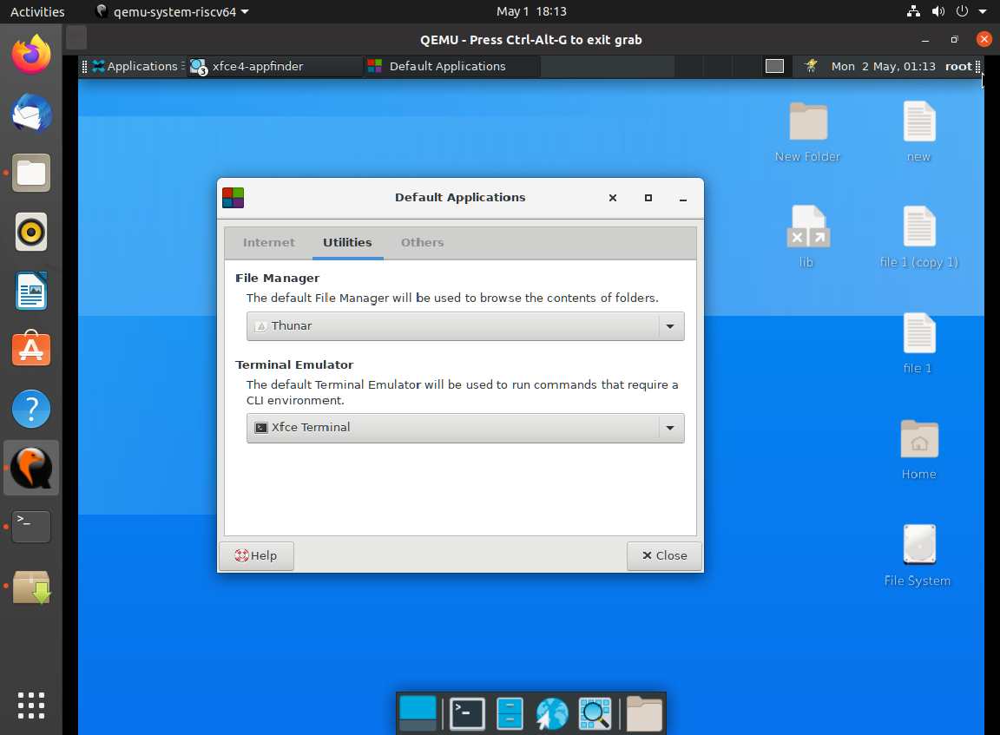 Activities
qemu-system-riscv64
May 1 18:13
QEMU - Press Ctrl-Alt-G to exit grab
Applications
3
xfce4-appfinder
Default Applications
Mon 2 May, 01:13
root
New Folder
new
lib
file 1 (copy 1)
file 1
Home
File System
Default Applications
Internet
Utilities
Others
File Manager
The default File Manager will be used to browse the contents of folders.
Thunar
Terminal Emulator
The default Terminal Emulator will be used to run commands that require a
CLI environment.
Xfce Terminal
Help
Close